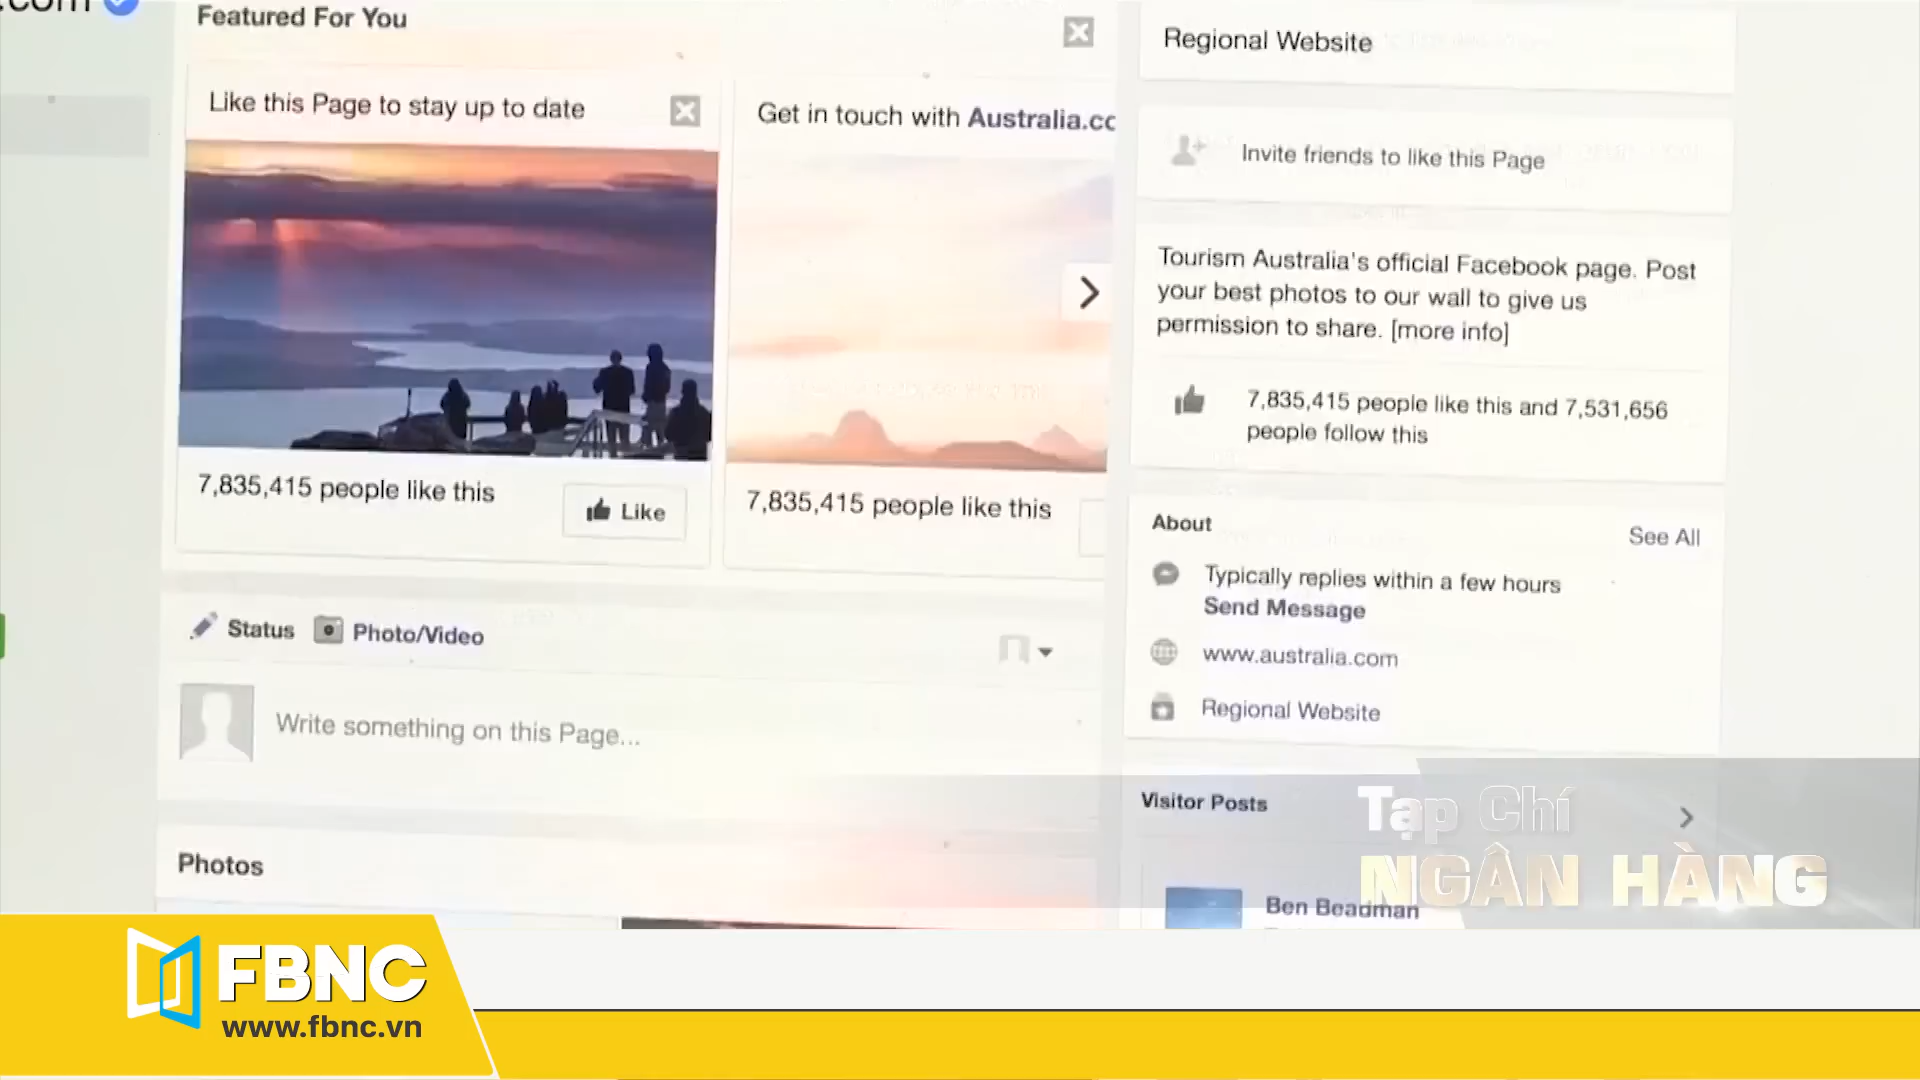 .com
Featured For You
Like this Page to stay up to date
Get in touch with Australia.cc
7,835,415 people like this
Like
7,835,415 people like this
Status
Photo/Video
Write something on this Page...
Photos
Regional Website
Invite friends to like this Page
Tourism Australia's official Facebook page. Post
your best photos to our wall to give us
permission to share. [more info]
7,835,415 people like this and 7,531,656
people follow this
About
See All
Typically replies within a few hours
Send Message
www.australia.com
Regional Website
Visitor Posts
Ben Beadman
Tạp Chí
NGÂN HÀNG
FBNC
www.fbnc.vn